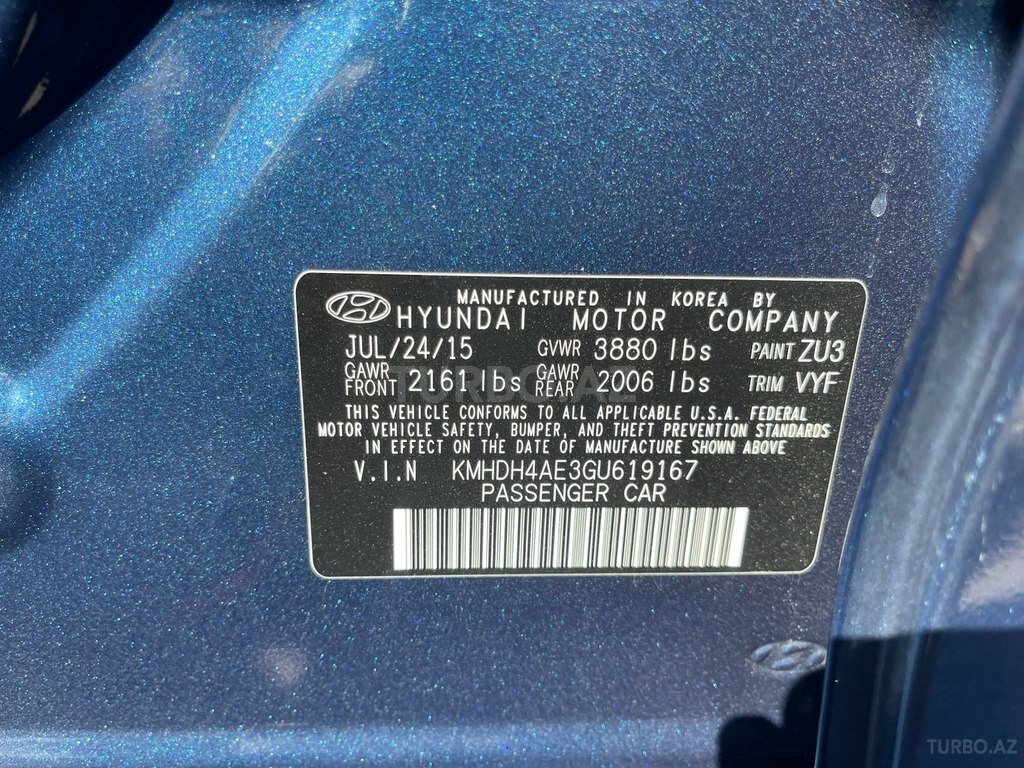 MANUFACTURED IN KOREA BY
HYUNDAI MOTOR COMPANY
JUL/24/15 GVWR 3880 lbs PAINT ZU3
GAWR FRONT 2161 lbs GAWR REAR 2006 lbs TRIM VYF
THIS VEHICLE CONFORMS TO ALL APPLICABLE U.S.A. FEDERAL
MOTOR VEHICLE SAFETY, BUMPER, AND THEFT PREVENTION STANDARDS
IN EFFECT ON THE DATE OF MANUFACTURE SHOWN ABOVE
V.I.N KMHDH4AE3GU619167
PASSENGER CAR
TURBO.AZ
TURBO.AZ